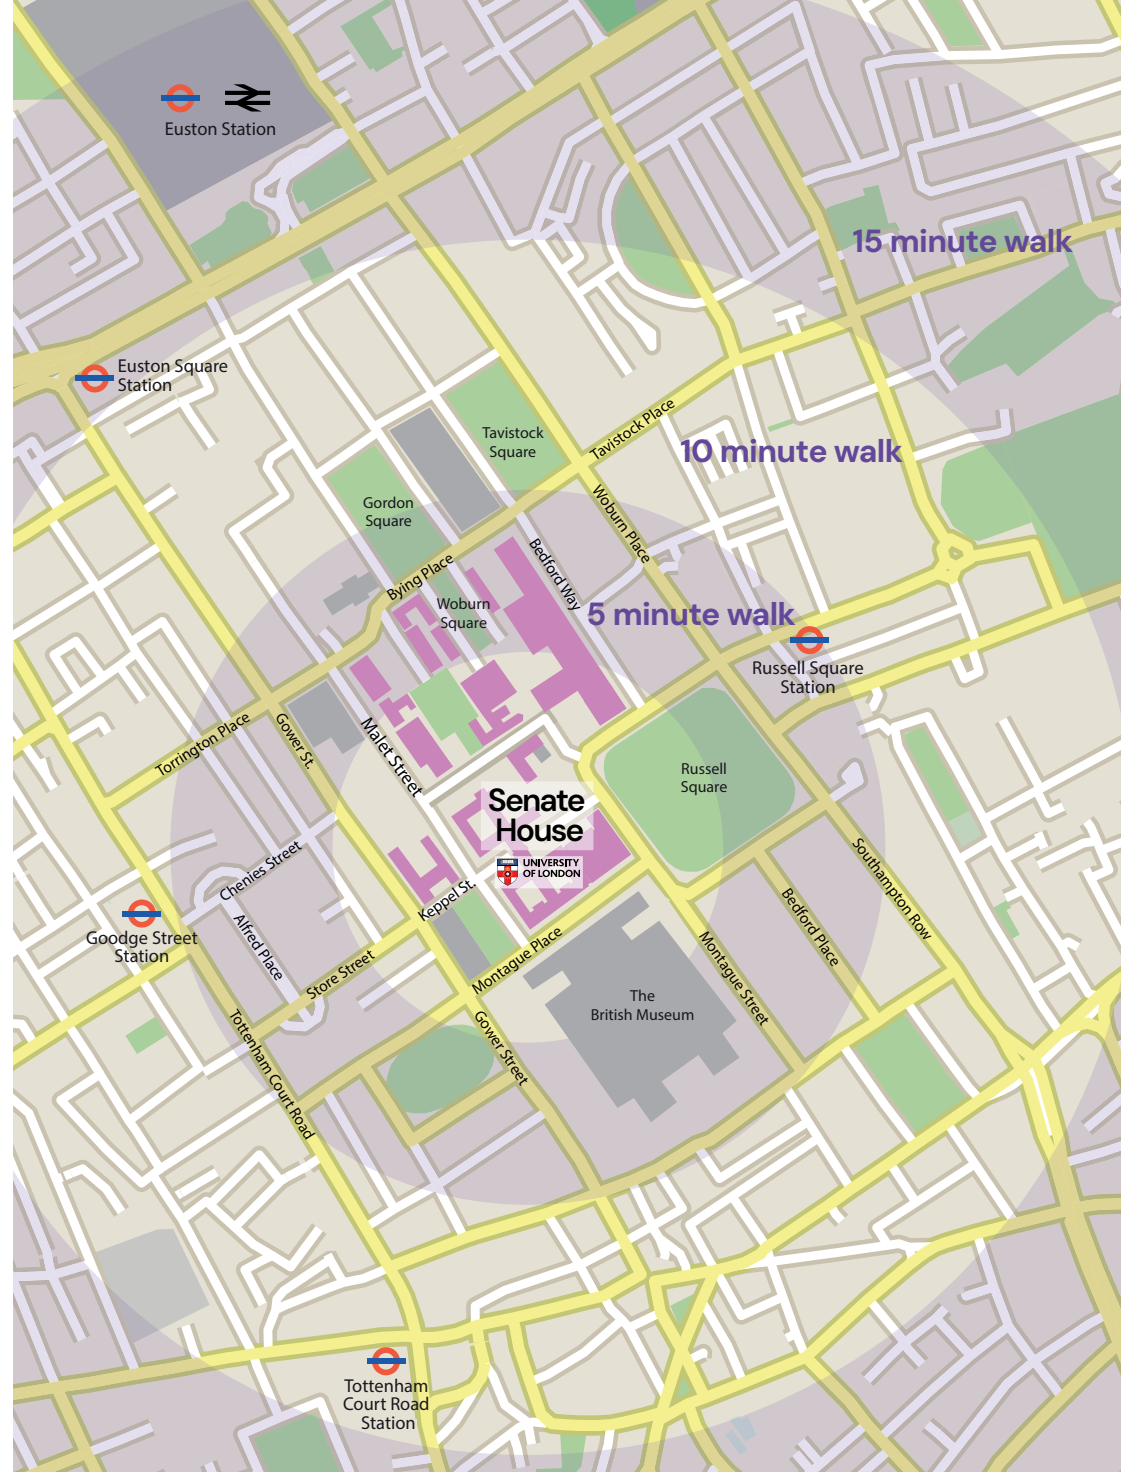 Euston Station
15 minute walk
Euston Square
Station
Tavistock
Square
Tavistock Place
10 minute walk
Gordon
Square
Woburn Place
Bedford Way
Bying Place
Woburn
Square
5 minute walk
Russell Square
Station
Torrington Place
Gower St.
Malet Street
Russell
Square
Senate
House
UNIVERSITY
OF LONDON
Chenies Street
Keppel St.
Southampton Row
Bedford Place
Alfred Place
Goodge Street
Station
Store Street
Montague Place
Montague Street
The
British Museum
Gower Street
Tottenham Court Road
Tottenham
Court Road
Station